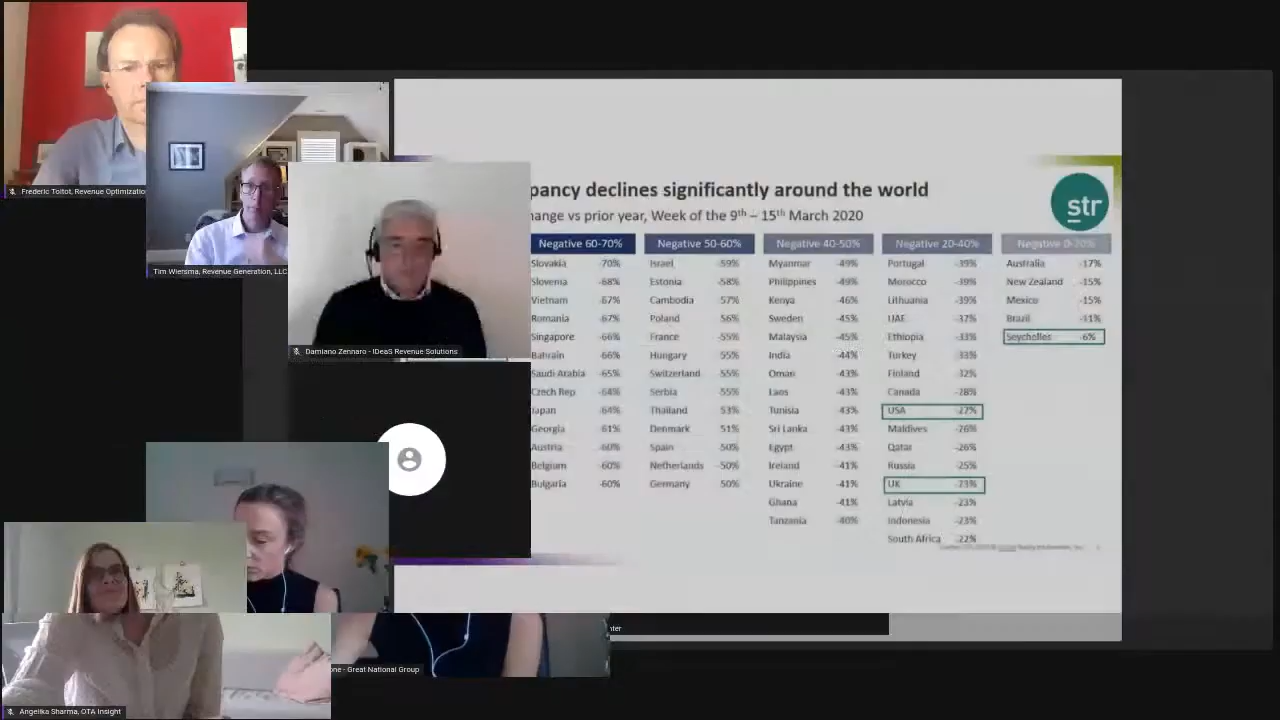 Frederic Toitot, Revenue Optimizatio
Tim Wiersma, Revenue Generation, LLC
Damiano Zennaro - IDeaS Revenue Solutions
one - Great National Group
Angelika Sharma, OTA Insight
nter
pancy declines significantly around the world
hange vs prior year, Week of the 9th – 15th March 2020
str
Negative 60-70%
Slovakia -70%
Slovenia -68%
Vietnam -67%
Romania -67%
Singapore -66%
Bahrain -66%
Saudi Arabia -65%
Czech Rep -64%
Japan -64%
Georgia -61%
Austria -60%
Belgium -60%
Bulgaria -60%
Negative 50-60%
Israel -59%
Estonia -58%
Cambodia -57%
Poland -56%
France -55%
Hungary -55%
Switzerland -55%
Serbia -55%
Thailand -53%
Denmark -51%
Spain -50%
Netherlands -50%
Germany -50%
Negative 40-50%
Myanmar -49%
Philippines -49%
Kenya -46%
Sweden -45%
Malaysia -45%
India -44%
Oman -43%
Laos -43%
Tunisia -43%
Sri Lanka -43%
Egypt -43%
Ireland -41%
Ukraine -41%
Ghana -41%
Tanzania -40%
Negative 20-40%
Portugal -39%
Morocco -39%
Lithuania -39%
UAE -37%
Ethiopia -33%
Turkey -33%
Finland -32%
Canada -28%
USA -27%
Maldives -26%
Qatar -26%
Russia -25%
UK -23%
Latvia -23%
Indonesia -23%
South Africa -22%
Negative 0-20%
Australia -17%
New Zealand -15%
Mexico -15%
Brazil -11%
Seychelles -6%